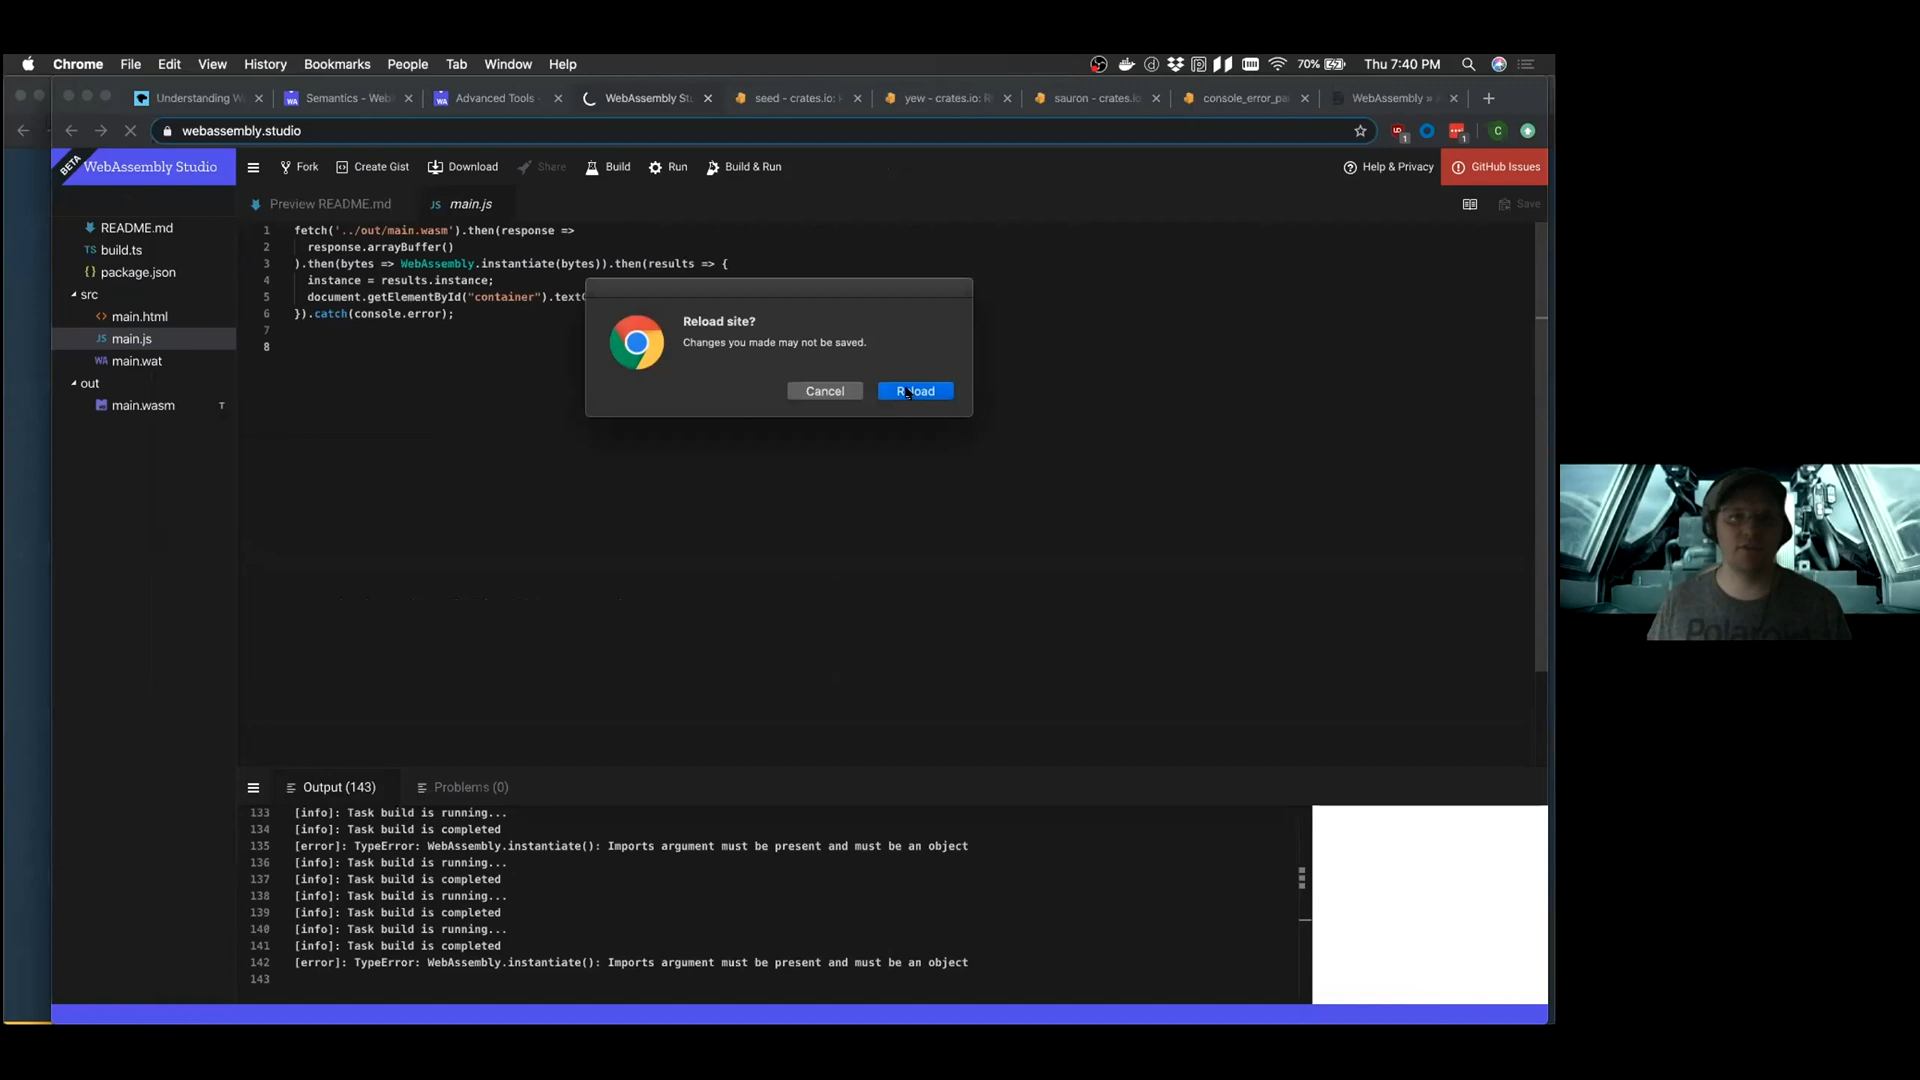 Chrome File Edit View History Bookmarks People Tab Window Help 70% Thu 7:40 PM
Understanding W Semantics - Web Advanced Tools - WebAssembly Stu seed - crates.io: yew - crates.io: R sauron - crates.io console_error_pa WebAssembly »
webassembly.studio
BETA
WebAssembly Studio Fork Create Gist Download Share Build Run Build & Run Help & Privacy GitHub Issues
Preview README.md JS main.js Save
README.md
TS build.ts
{} package.json
src
<> main.html
JS main.js
WA main.wat
out
main.wasm T
1 fetch('../out/main.wasm').then(response =>
2 response.arrayBuffer()
3 ).then(bytes => WebAssembly.instantiate(bytes)).then(results => {
4 instance = results.instance;
5 document.getElementById("container").text
6 }).catch(console.error);
7
8
Reload site?
Changes you made may not be saved.
Cancel Reload
Output (143) Problems (0)
133 [info]: Task build is running...
134 [info]: Task build is completed
135 [error]: TypeError: WebAssembly.instantiate(): Imports argument must be present and must be an object
136 [info]: Task build is running...
137 [info]: Task build is completed
138 [info]: Task build is running...
139 [info]: Task build is completed
140 [info]: Task build is running...
141 [info]: Task build is completed
142 [error]: TypeError: WebAssembly.instantiate(): Imports argument must be present and must be an object
143